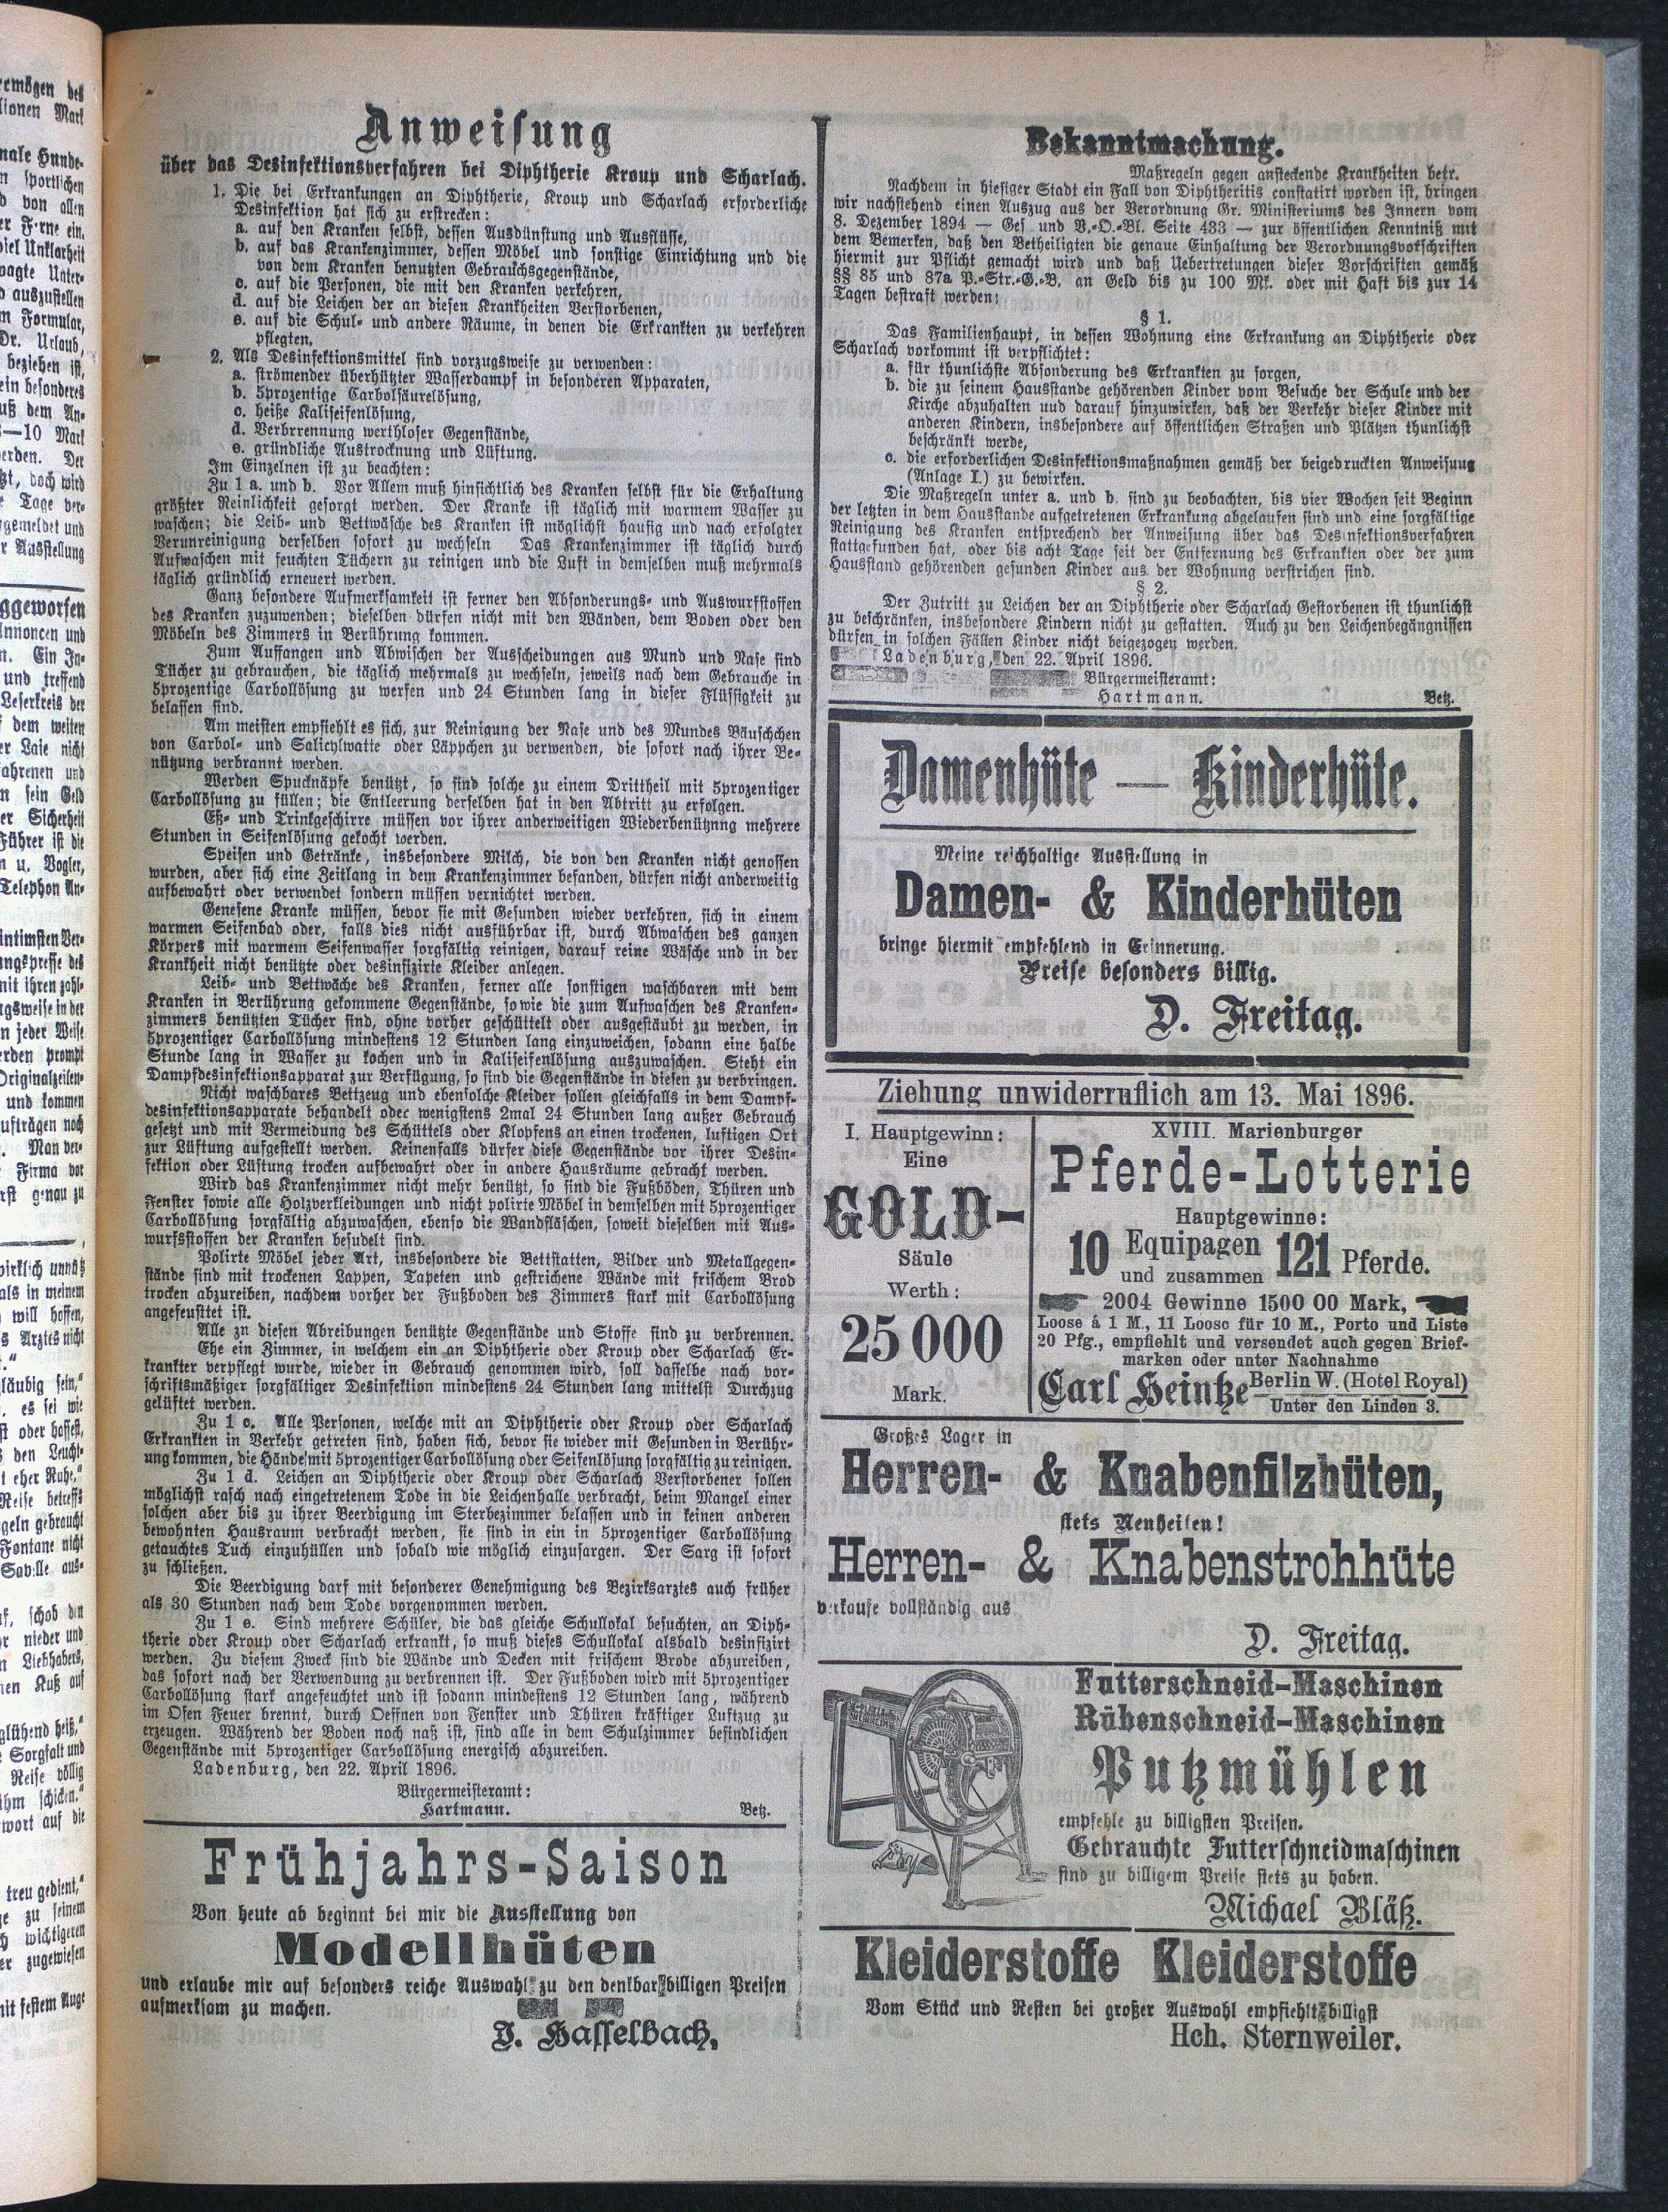 Anweisung
über das Desinfektionsverfahren bei Diphtherie Kroup und Scharlach.
1. Die bei Erkrankungen an Diphtherie, Kroup und Scharlach erforderliche
Desinfektion hat sich zu erstrecken:
a. auf den Kranken selbst, dessen Ausdünstung und Ausflüsse,
b. auf das Krankenzimmer, dessen Möbel und sonstige Einrichtung und die
von dem Kranken benutzten Gebrauchsgegenstände,
c. auf die Personen, die mit den Kranken verkehren,
d. auf die Leichen der an diesen Krankheiten Verstorbenen,
e. auf die Schul- und andere Räume, in denen die Erkrankten zu verkehren
pflegten.
2. Als Desinfektionsmittel sind vorzugsweise zu verwenden:
a. strömender überhützter Wasserdampf in besonderen Apparaten,
b. 5prozentige Carbolsäurelösung,
c. heiße Kaliseifenlösung,
d. Verbrrennung werthloser Gegenstände,
e. gründliche Austrocknung und Lüftung.
Im Einzelnen ist zu beachten:
Zu 1 a. und b. Vor Allem muß hinsichtlich des Kranken selbst für die Erhaltung
größter Reinlichkeit gesorgt werden. Der Kranke ist täglich mit warmem Wasser zu
waschen; die Leib- und Bettwäsche des Kranken ist möglichst haufig und nach erfolgter
Verunreinigung derselben sofort zu wechseln Das Krankenzimmer ist täglich durch
Aufwaschen mit feuchten Tüchern zu reinigen und die Luft in demselben muß mehrmals
täglich gründlich erneuert werden.
Ganz besondere Aufmerksamkeit ist ferner den Absonderungs- und Auswurfstoffen
des Kranken zuzuwenden; dieselben dürfen nicht mit den Wänden, dem Boden oder den
Möbeln des Zimmers in Berührung kommen.
Zum Auffangen und Abwischen der Ausscheidungen aus Mund und Nase sind
Tücher zu gebrauchen, die täglich mehrmals zu wechseln, jeweils nach dem Gebrauche in
5prozentige Carbollösung zu werfen und 24 Stunden lang in dieser Flüssigkeit zu
belassen sind.
Am meisten empfiehlt es sich, zur Reinigung der Nase und des Mundes Bäuschchen
von Carbol- und Salicylwatte oder Läppchen zu verwenden, die sofort nach ihrer Be-
nützung verbrannt werden.
Werden Spucknäpfe benützt, so sind solche zu einem Drittheil mit 5prozentiger
Carbollösung zu füllen; die Entleerung derselben hat in den Abtritt zu erfolgen.
Eß- und Trinkgeschirre müssen vor ihrer anderweitigen Wiederbenützung mehrere
Stunden in Seifenlösung gekocht werden.
Speisen und Getränke, insbesondere Milch, die von den Kranken nicht genossen
wurden, aber sich eine Zeitlang in dem Krankenzimmer befanden, dürfen nicht anderweitig
aufbewahrt oder verwendet sondern müssen vernichtet werden.
Genesene Kranke müssen, bevor sie mit Gesunden wieder verkehren, sich in einem
warmen Seifenbad oder, falls dies nicht ausführbar ist, durch Abwaschen des ganzen
Körpers mit warmem Seifenwasser sorgfältig reinigen, darauf reine Wäsche und in der
Krankheit nicht benützte oder desinfizirte Kleider anlegen.
Leib- und Bettwäche des Kranken, ferner alle sonstigen waschbaren mit dem
Kranken in Berührung gekommene Gegenstände, sowie die zum Aufwaschen des Kranken-
zimmers benützten Tücher sind, ohne vorher geschüttelt oder ausgestäubt zu werden, in
5prozentiger Carbollösung mindestens 12 Stunden lang einzuweichen, sodann eine halbe
Stunde lang in Wasser zu kochen und in Kaliseifenlösung auszuwaschen. Steht ein
Dampfdesinfektionsapparat zur Verfügung, so sind die Gegenstände in diesen zu verbringen.
Nicht waschbares Bettzeug und ebensolche Kleider sollen gleichfalls in dem Dampf-
desinfektionsapparate behandelt oder wenigstens 2mal 24 Stunden lang außer Gebrauch
gesetzt und mit Vermeidung des Schüttels oder Klopfens an einen trockenen, luftigen Ort
zur Lüftung aufgestellt werden. Keinenfalls dürfer diese Gegenstände vor ihrer Desin-
fektion oder Lüftung trocken aufbewahrt oder in andere Hausräume gebracht werden.
Wird das Krankenzimmer nicht mehr benützt, so sind die Fußböden, Thüren und
Fenster sowie alle Holzverkleidungen und nicht polirte Möbel in demselben mit 5prozentiger
Carbollösung sorgfältig abzuwaschen, ebenso die Wandfläschen, soweit dieselben mit Aus-
wurfsstoffen der Kranken besudelt sind.
Polirte Möbel jeder Art, insbesondere die Bettstatten, Bilder und Metallgegen-
stände sind mit trockenen Lappen, Tapeten und gestrichene Wände mit frischem Brod
trocken abzureiben, nachdem vorher der Fußboden des Zimmers stark mit Carbollösung
angefeusttet ist.
Alle zn diesen Abreibungen benützte Gegenstände und Stoffe sind zu verbrennen.
Ehe ein Zimmer, in welchem ein an Diphtherie oder Kroup oder Scharlach Er-
krankter verpflegt wurde, wieder in Gebrauch genommen wird, soll dasselbe nach vor-
schriftsmäßiger sorgfältiger Desinfektion mindestens 24 Stunden lang mittelst Durchzug
gelüftet werden.
Zu 1 c. Alle Personen, welche mit an Diphtherie oder Kroup oder Scharlach
Erkrankten in Verkehr getreten sind, haben sich, bevor sie wieder mit Gesunden in Berühr-
ung kommen, die Hände mit 5prozentiger Carbollösung oder Seifenlösung sorgfältig zu reinigen.
Zu 1 d. Leichen an Diphtherie oder Kroup oder Scharlach Verstorbener sollen
möglichst rasch nach eingetretenem Tode in die Leichenhalle verbracht, beim Mangel einer
solchen aber bis zu ihrer Beerdigung im Sterbezimmer belassen und in keinen anderen
bewohnten Hausraum verbracht werden, sie sind in ein in 5prozentiger Carbollösung
getauchtes Tuch einzuhüllen und sobald wie möglich einzusargen. Der Sarg ist sofort
zu schließen.
Die Beerdigung darf mit besonderer Genehmigung des Bezirksarztes auch früher
als 30 Stunden nach dem Tode vorgenommen werden.
Zu 1 e. Sind mehrere Schüler, die das gleiche Schullokal besuchten, an Diph-
therie oder Kroup oder Scharlach erkrankt, so muß dieses Schullokal alsbald desinfizirt
werden. Zu diesem Zweck sind die Wände und Decken mit frischem Brode abzureiben,
das sofort nach der Verwendung zu verbrennen ist. Der Fußboden wird mit 5prozentiger
Carbollösung stark angefeuchtet und ist sodann mindestens 12 Stunden lang, während
im Ofen Feuer brennt, durch Oeffnen von Fenster und Thüren kräftiger Luftzug zu
erzeugen. Während der Boden noch naß ist, sind alle in dem Schulzimmer befindlichen
Gegenstände mit 5prozentiger Carbollösung energisch abzureiben.
Ladenburg, den 22. April 1896.
Bürgermeisteramt:
Hartmann. Betz.
Frühjahrs-Saison
Von heute ab beginnt bei mir die Ausstellung von
Modellhüten
und erlaube mir auf besonders reiche Auswahl zu den denkbar billigen Preisen
aufmerksam zu machen.
J. Hasselbach.
Bekanntmachung.
Maßregeln gegen ansteckende Krankheiten betr.
Nachdem in hiesiger Stadt ein Fall von Diphtheritis constatirt worden ist, bringen
wir nachstehend einen Auszug aus der Verordnung Gr. Ministeriums des Innern vom
8. Dezember 1894 — Ges und V.-O.-Bl. Seite 433 — zur öffentlichen Kenntniß mit
dem Bemerken, daß den Betheiligten die genaue Einhaltung der Verordnungsvorschriften
hiermit zur Pflicht gemacht wird und daß Uebertretungen dieser Vorschriften gemäß
§§ 85 und 87a P.-Str.-G.-B. an Geld bis zu 100 Mk. oder mit Haft bis zur 14
Tagen bestraft werden:
§ 1.
Das Familienhaupt, in dessen Wohnung eine Erkrankung an Diphtherie oder
Scharlach vorkommt ist verpflichtet:
a. für thunlichste Absonderung des Erkrankten zu sorgen,
b. die zu seinem Hausstande gehörenden Kinder vom Besuche der Schule und der
Kirche abzuhalten und darauf hinzuwirken, daß der Verkehr dieser Kinder mit
anderen Kindern, insbesondere auf öffentlichen Straßen und Plätzen thunlichst
beschränkt werde,
c. die erforderlichen Desinfektionsmaßnahmen gemäß der beigedruckten Anweisung
(Anlage I.) zu bewirken.
Die Maßregeln unter a. und b. sind zu beobachten, bis vier Wochen seit Beginn
der letzten in dem Hausstande aufgetretenen Erkrankung abgelaufen sind und eine sorgfältige
Reinigung des Kranken entsprechend der Anweisung über das Desinfektionsverfahren
stattgefunden hat, oder bis acht Tage seit der Entfernung des Erkrankten oder der zum
Hausstand gehörenden gesunden Kinder aus der Wohnung verstrichen sind.
§ 2.
Der Zutritt zu Leichen der an Diphtherie oder Scharlach Gestorbenen ist thunlichst
zu beschränken, insbesondere Kindern nicht zu gestatten. Auch zu den Leichenbegängnissen
dürfen in solchen Fällen Kinder nicht beigezogen werden.
Ladenburg, den 22. April 1896.
Bürgermeisteramt:
Hartmann. Betz.
Damenhüte — Kinderhüte.
Meine reichhaltige Ausstellung in
Damen- & Kinderhüten
bringe hiermit empfehlend in Erinnerung.
Preise besonders billig.
D. Freitag.
Ziehung unwiderruflich am 13. Mai 1896.
I. Hauptgewinn:
Eine
GOLD-
Säule
Werth:
25 000
Mark.
XVIII. Marienburger
Pferde-Lotterie
Hauptgewinne:
10 Equipagen und zusammen 121 Pferde.
2004 Gewinne 1500 00 Mark,
Loose á 1 M., 11 Loose für 10 M., Porto und Liste
20 Pfg., empfiehlt und versendet auch gegen Brief-
marken oder unter Nachnahme
Carl Heintze Berlin W. (Hotel Royal)
Unter den Linden 3.
Großes Lager in
Herren- & Knabenfilzhüten,
stets Neuheiten!
Herren- & Knabenstrohhüte
verkaufe vollständig aus
D. Freitag.
Futterschneid-Maschinen
Rübenschneid-Maschinen
Putzmühlen
empfehle zu billigsten Preisen.
Gebrauchte Futterschneidmaschinen
sind zu billigem Preise stets zu haben.
Michael Bläß.
Kleiderstoffe Kleiderstoffe
Vom Stück und Resten bei großer Auswahl empfiehlt billigst
Hch. Sternweiler.